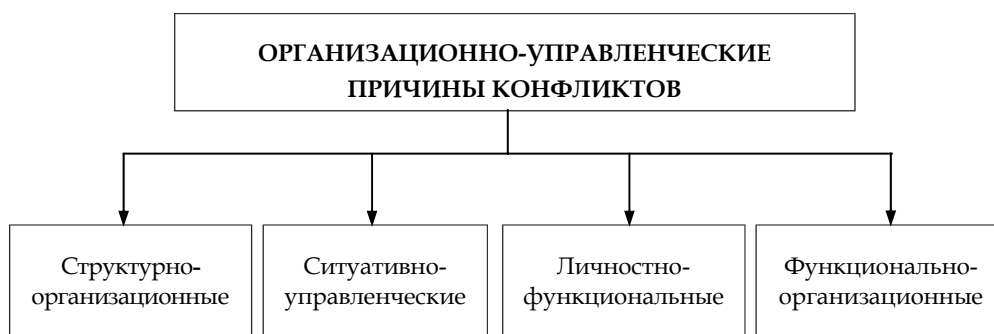 ОРГАНИЗАЦИОННО-УПРАВЛЕНЧЕСКИЕ
ПРИЧИНЫ КОНФЛИКТОВ
Структурно-
организационные
Ситуативно-
управленческие
Личностно-
функциональные
Функционально-
организационные